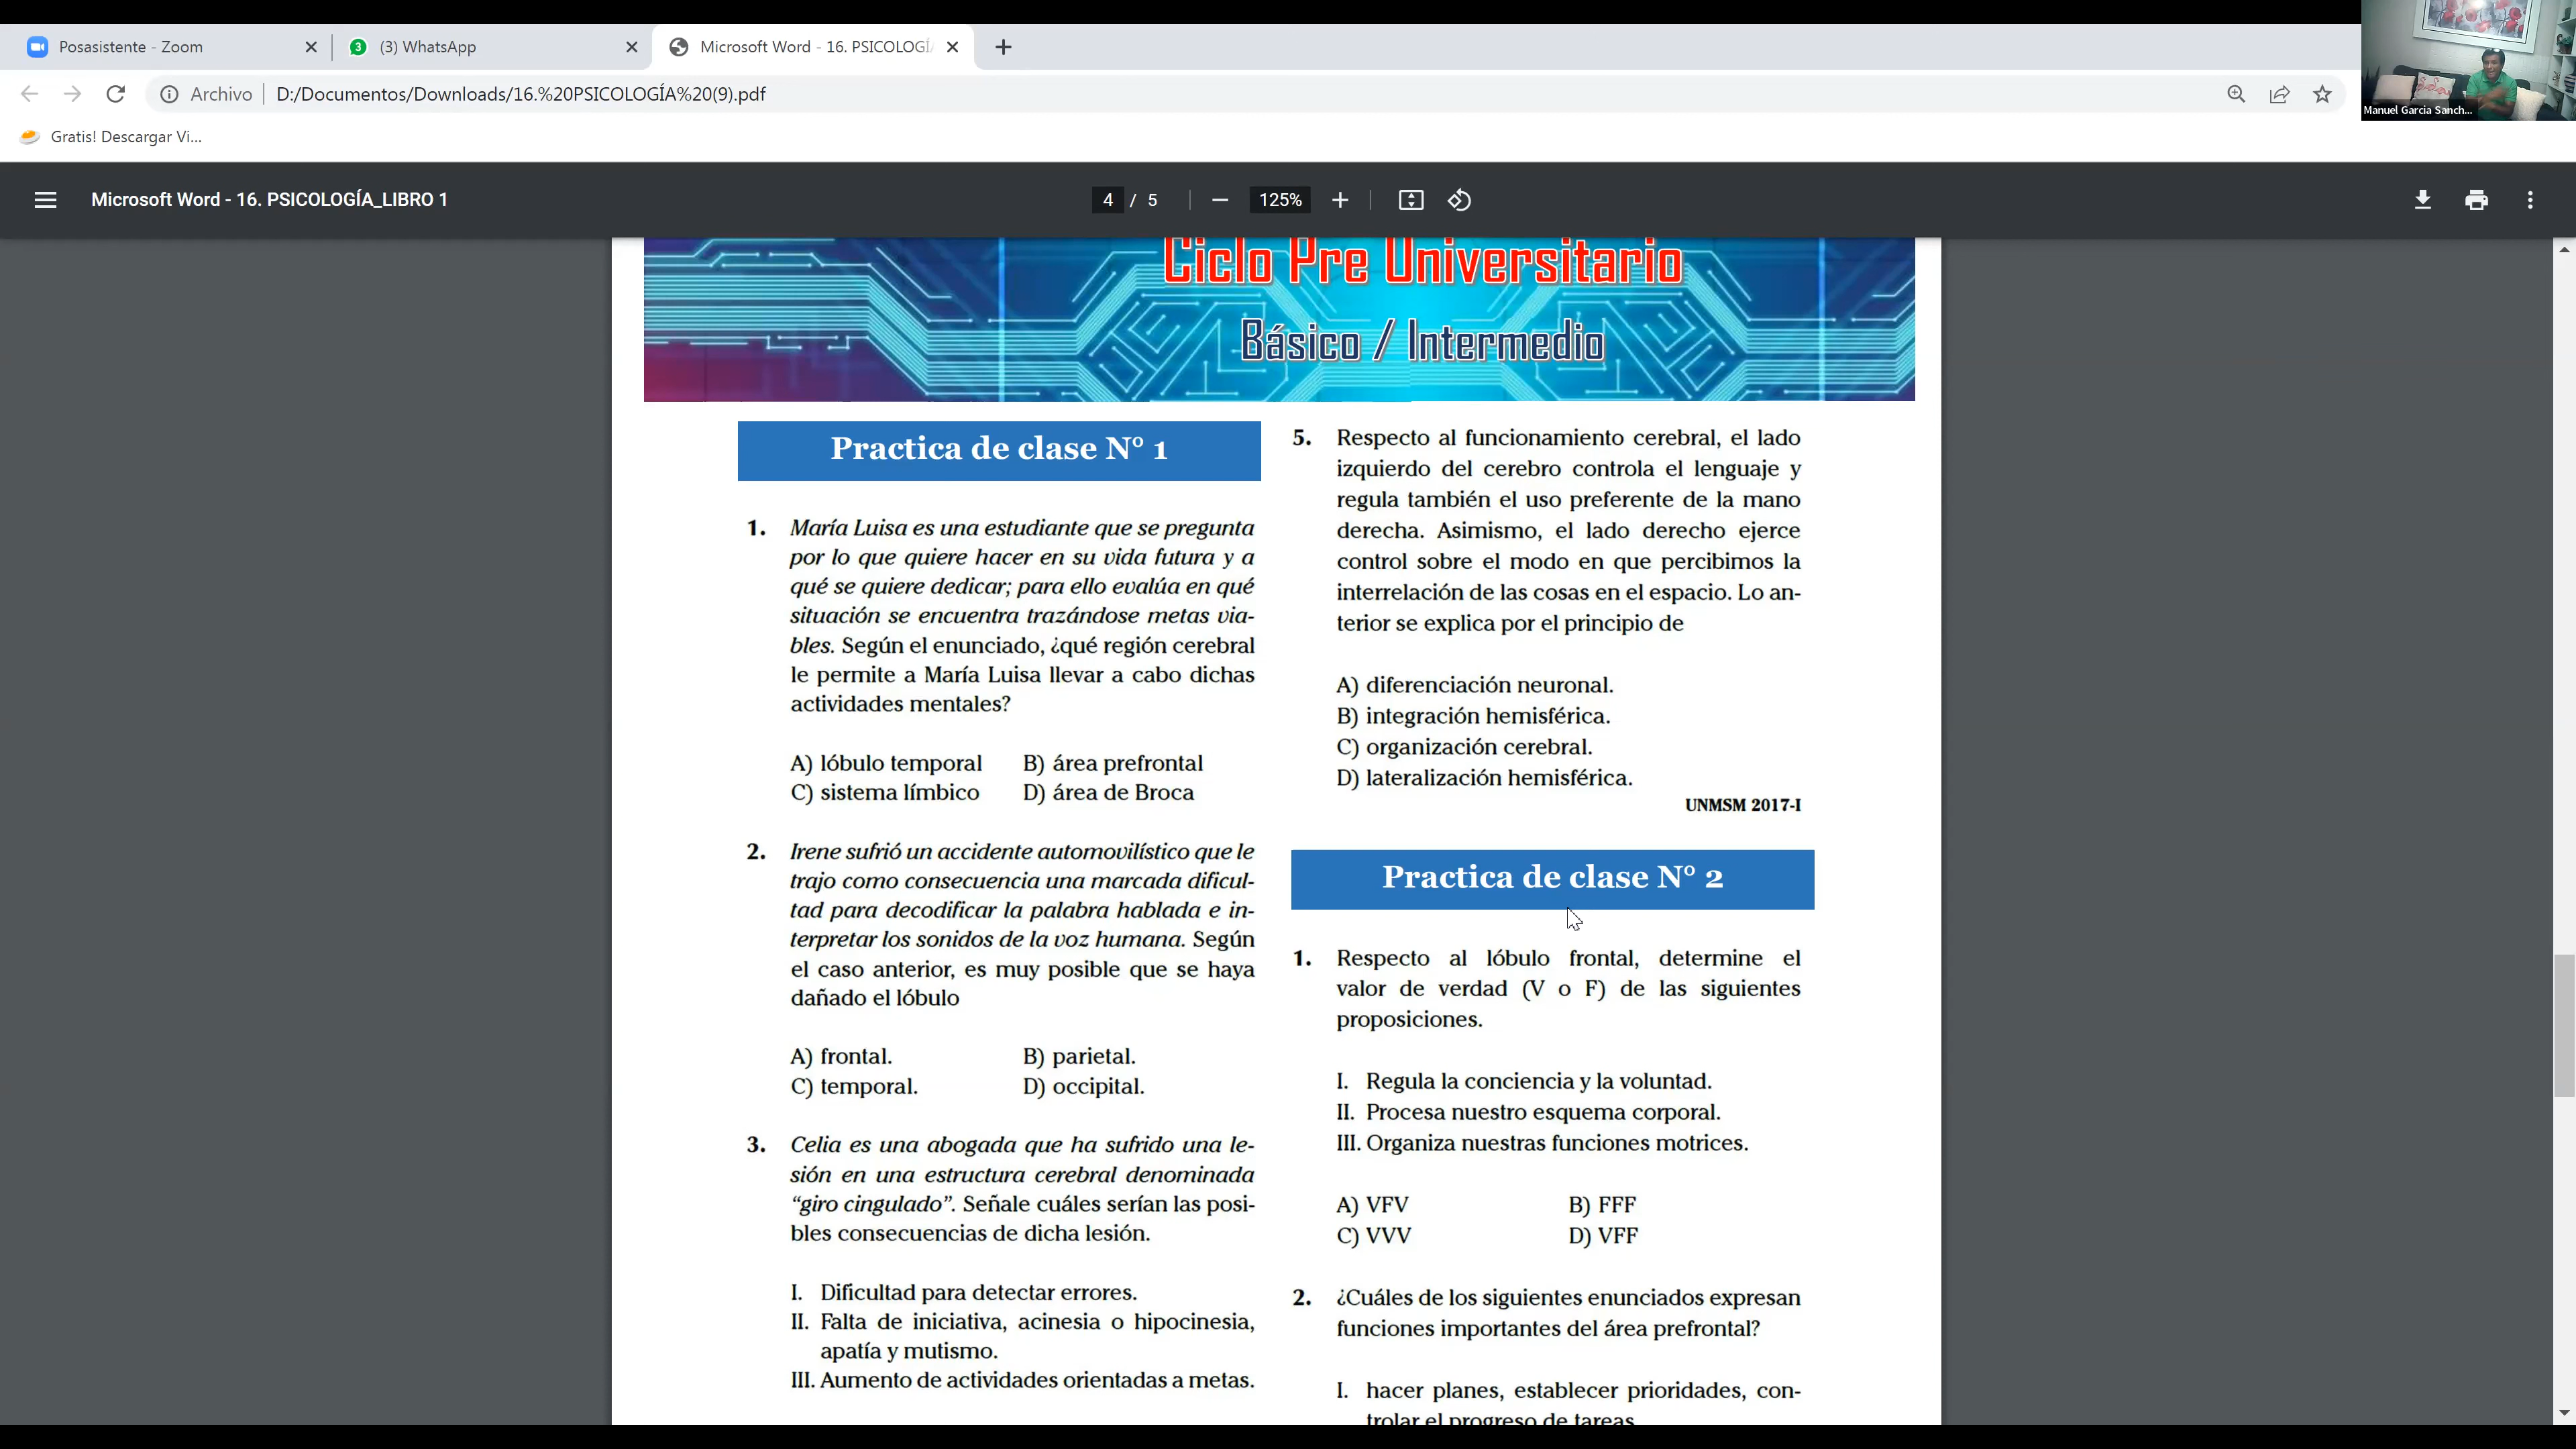 Posasistente - Zoom
3
(3) WhatsApp
Microsoft Word - 16. PSICOLOGÍ
Archivo
D:/Documentos/Downloads/16.%20PSICOLOGÍA%20(9).pdf
Manuel Garcia Sanch...
Gratis! Descargar Vi...
Microsoft Word - 16. PSICOLOGÍA_LIBRO 1
4 / 5
125%
Ciclo Pre Universitario
Básico / Intermedio
Practica de clase N° 1
1. María Luisa es una estudiante que se pregunta
por lo que quiere hacer en su vida futura y a
qué se quiere dedicar; para ello evalúa en qué
situación se encuentra trazándose metas via-
bles. Según el enunciado, ¿qué región cerebral
le permite a María Luisa llevar a cabo dichas
actividades mentales?
A) lóbulo temporal B) área prefrontal
C) sistema límbico D) área de Broca
2. Irene sufrió un accidente automovilístico que le
trajo como consecuencia una marcada dificul-
tad para decodificar la palabra hablada e in-
terpretar los sonidos de la voz humana. Según
el caso anterior, es muy posible que se haya
dañado el lóbulo
A) frontal. B) parietal.
C) temporal. D) occipital.
3. Celia es una abogada que ha sufrido una le-
sión en una estructura cerebral denominada
“giro cingulado”. Señale cuáles serían las posi-
bles consecuencias de dicha lesión.
I. Dificultad para detectar errores.
II. Falta de iniciativa, acinesia o hipocinesia,
apatía y mutismo.
III. Aumento de actividades orientadas a metas.
5. Respecto al funcionamiento cerebral, el lado
izquierdo del cerebro controla el lenguaje y
regula también el uso preferente de la mano
derecha. Asimismo, el lado derecho ejerce
control sobre el modo en que percibimos la
interrelación de las cosas en el espacio. Lo an-
terior se explica por el principio de
A) diferenciación neuronal.
B) integración hemisférica.
C) organización cerebral.
D) lateralización hemisférica.
UNMSM 2017-I
Practica de clase N° 2
1. Respecto al lóbulo frontal, determine el
valor de verdad (V o F) de las siguientes
proposiciones.
I. Regula la conciencia y la voluntad.
II. Procesa nuestro esquema corporal.
III. Organiza nuestras funciones motrices.
A) VFV B) FFF
C) VVV D) VFF
2. ¿Cuáles de los siguientes enunciados expresan
funciones importantes del área prefrontal?
I. hacer planes, establecer prioridades, con-
trolar el progreso de tareas